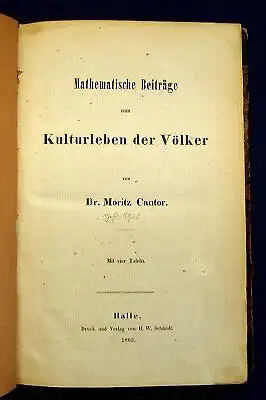 Mathematische Beiträge
zum
Kulturleben der Völker
von
Dr. Moritz Cantor.
Mit vier Tafeln.
Halle,
Druck und Verlag von H. W. Schmidt.
1863.